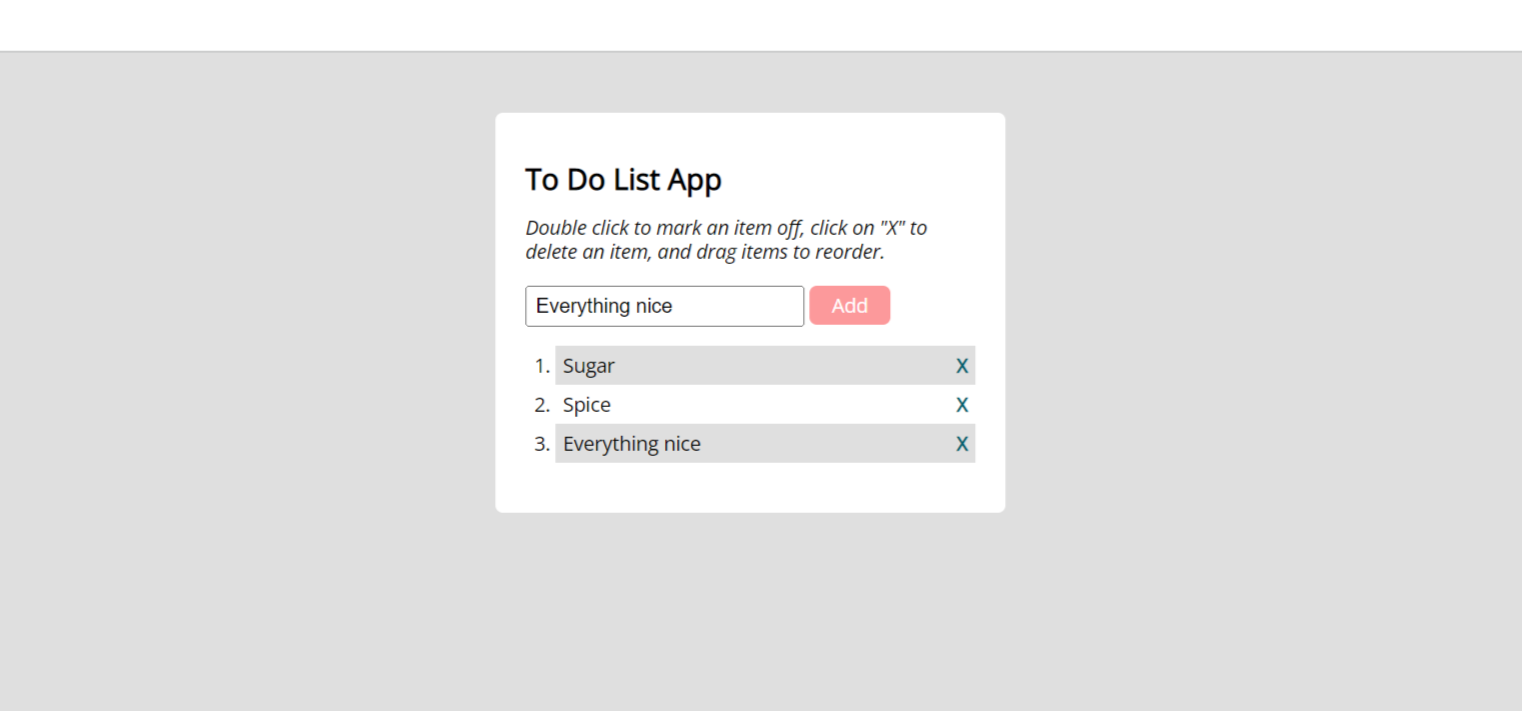 To Do List App
Double click to mark an item off, click on "X" to
delete an item, and drag items to reorder.
Everything nice Add
1. Sugar X
2. Spice X
3. Everything nice X